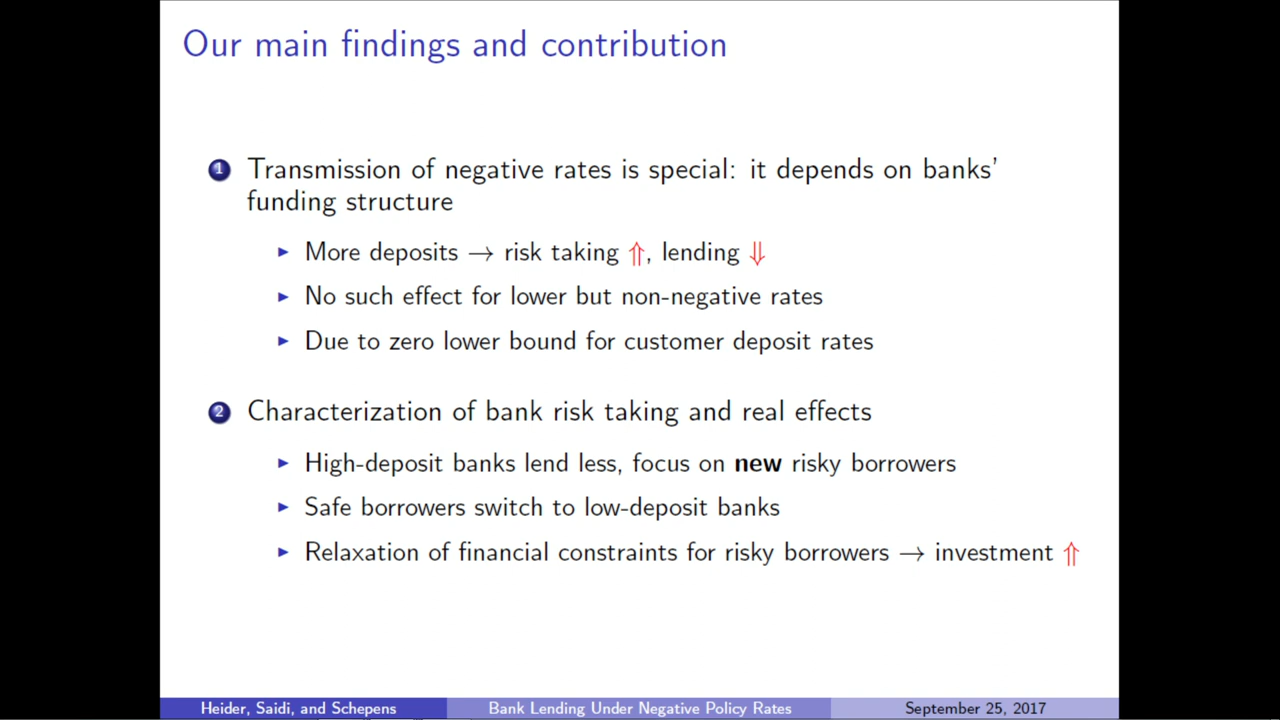 Our main findings and contribution
1 Transmission of negative rates is special: it depends on banks'
funding structure
▶ More deposits → risk taking ⇑, lending ⇓
▶ No such effect for lower but non-negative rates
▶ Due to zero lower bound for customer deposit rates
2 Characterization of bank risk taking and real effects
▶ High-deposit banks lend less, focus on new risky borrowers
▶ Safe borrowers switch to low-deposit banks
▶ Relaxation of financial constraints for risky borrowers → investment ⇑
Heider, Saidi, and Schepens Bank Lending Under Negative Policy Rates September 25, 2017